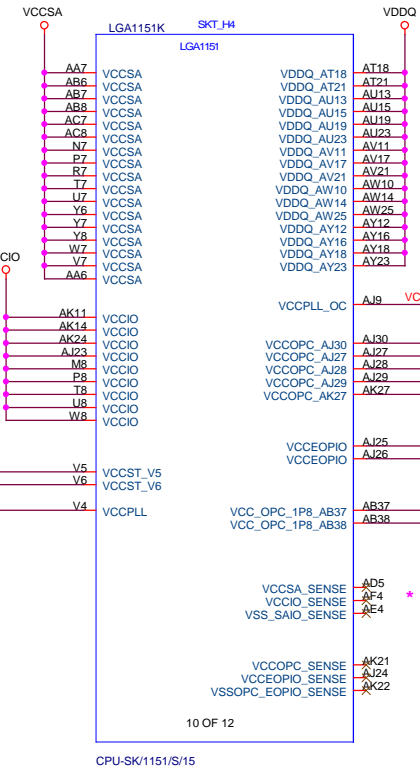 VCCSA VDDQ
LGA1151K SKT_H4
LGA1151
AA7 VCCSA VDDQ_AT18 AT18
AB6 VCCSA VDDQ_AT21 AT21
AB7 VCCSA VDDQ_AU13 AU13
AB8 VCCSA VDDQ_AU15 AU15
AC7 VCCSA VDDQ_AU19 AU19
AC8 VCCSA VDDQ_AU23 AU23
N7 VCCSA VDDQ_AV11 AV11
P7 VCCSA VDDQ_AV17 AV17
R7 VCCSA VDDQ_AV21 AV21
T7 VCCSA VDDQ_AW10 AW10
U7 VCCSA VDDQ_AW14 AW14
Y6 VCCSA VDDQ_AW25 AW25
Y7 VCCSA VDDQ_AY12 AY12
Y8 VCCSA VDDQ_AY16 AY16
W7 VCCSA VDDQ_AY18 AY18
V7 VCCSA VDDQ_AY23 AY23
AA6 VCCSA
CIO
VCCPLL_OC AJ9 VC
AK11 VCCIO
AK14 VCCIO
AK24 VCCIO VCCOPC_AJ30 AJ30
AJ23 VCCIO VCCOPC_AJ27 AJ27
M8 VCCIO VCCOPC_AJ28 AJ28
P8 VCCIO VCCOPC_AJ29 AJ29
T8 VCCIO VCCOPC_AK27 AK27
U8 VCCIO
W8 VCCIO
VCCEOPIO AJ25
VCCEOPIO AJ26
V5 VCCST_V5
V6 VCCST_V6
V4 VCCPLL VCC_OPC_1P8_AB37 AB37
VCC_OPC_1P8_AB38 AB38
VCCSA_SENSE AD5
VCCIO_SENSE AF4 *
VSS_SAIO_SENSE AE4
VCCOPC_SENSE AK21
VCCEOPIO_SENSE AJ24
VSSOPC_EOPIO_SENSE AK22
10 OF 12
CPU-SK/1151/S/15